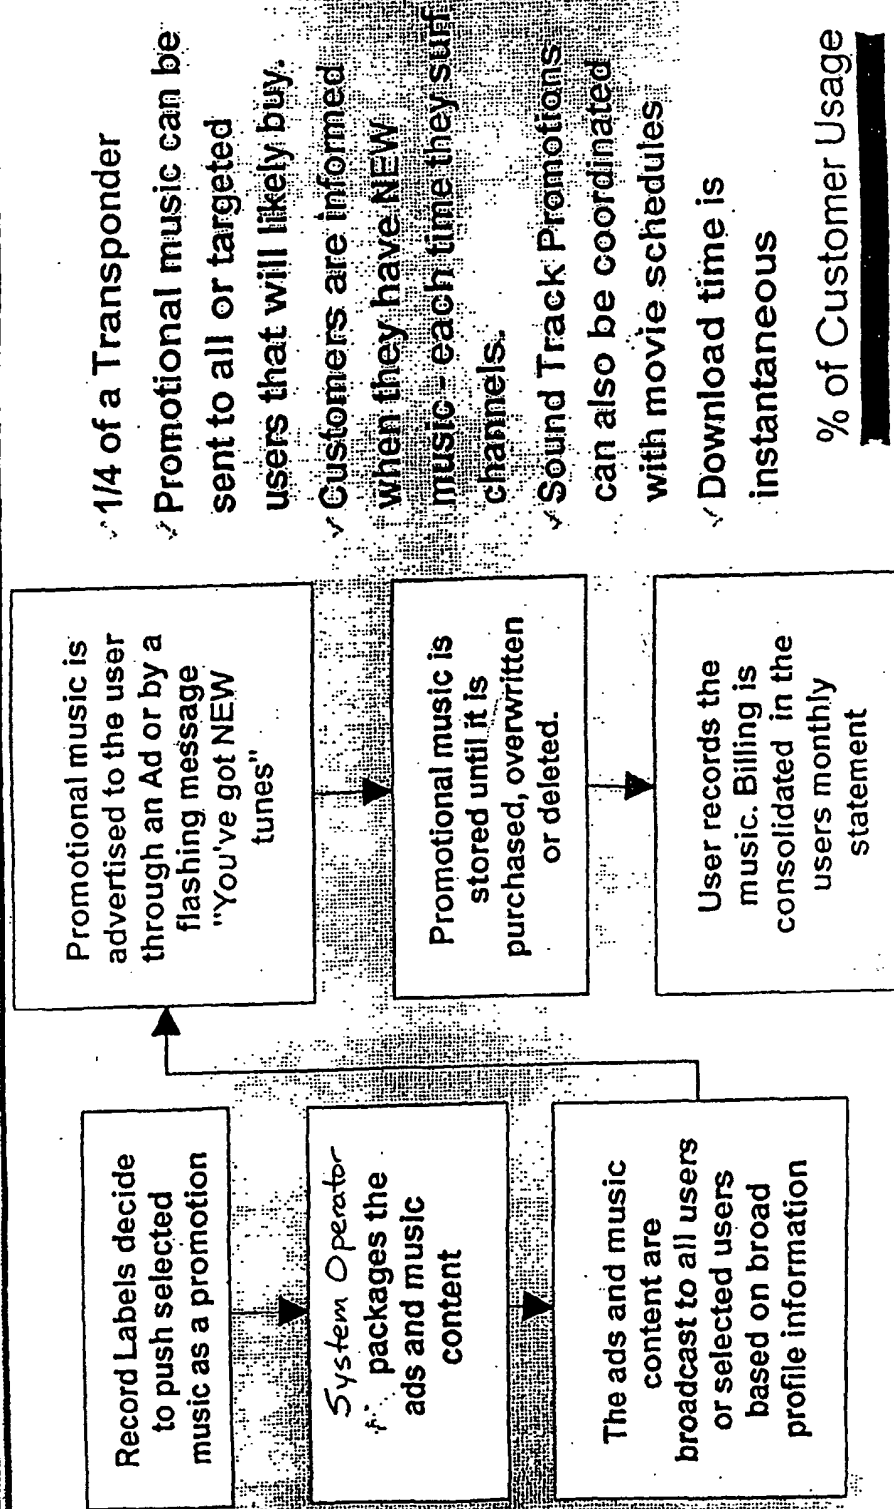 Record Labels decide
to push selected
music as a promotion
System Operator
packages the
ads and music
content
The ads and music
content are
broadcast to all users
or selected users
based on broad
profile information
Promotional music is
advertised to the user
through an Ad or by a
flashing message
"You've got NEW
tunes"
Promotional music is
stored until it is
purchased, overwritten
or deleted.
User records the
music. Billing is
consolidated in the
users monthly
statement
✓ 1/4 of a Transponder
✓ Promotional music can be
sent to all or targeted
users that will likely buy.
✓ Customers are informed
when they have NEW
music - each time they surf
channels.
✓ Sound Track Promotions
can also be coordinated
with movie schedules
✓ Download time is
instantaneous
% of Customer Usage